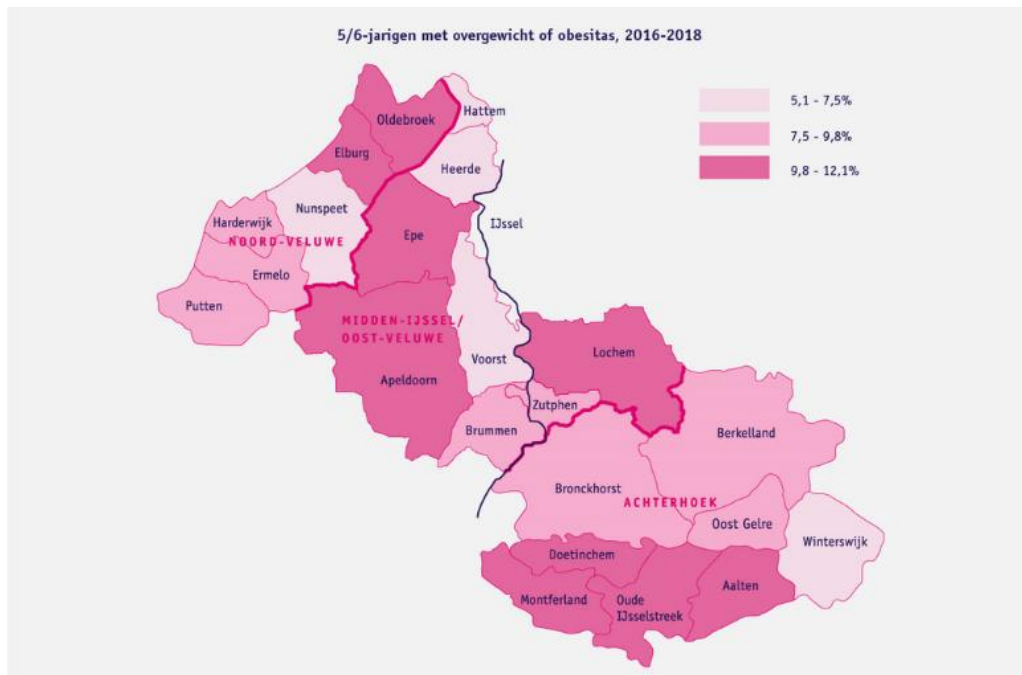 5/6-jarigen met overgewicht of obesitas, 2016-2018
5,1 - 7,5%
7,5 - 9,8%
9,8 - 12,1%
Hattem
Oldebroek
Elburg
Heerde
Nunspeet
Harderwijk
NOORD-VELUWE
Epe
IJssel
Ermelo
Putten
MIDDEN-IJSSEL/
OOST-VELUWE
Voorst
Lochem
Apeldoorn
Zutphen
Brummen
Berkelland
Bronckhorst
ACHTERHOEK
Oost Gelre
Winterswijk
Doetinchem
Aalten
Montferland
Oude
IJsselstreek